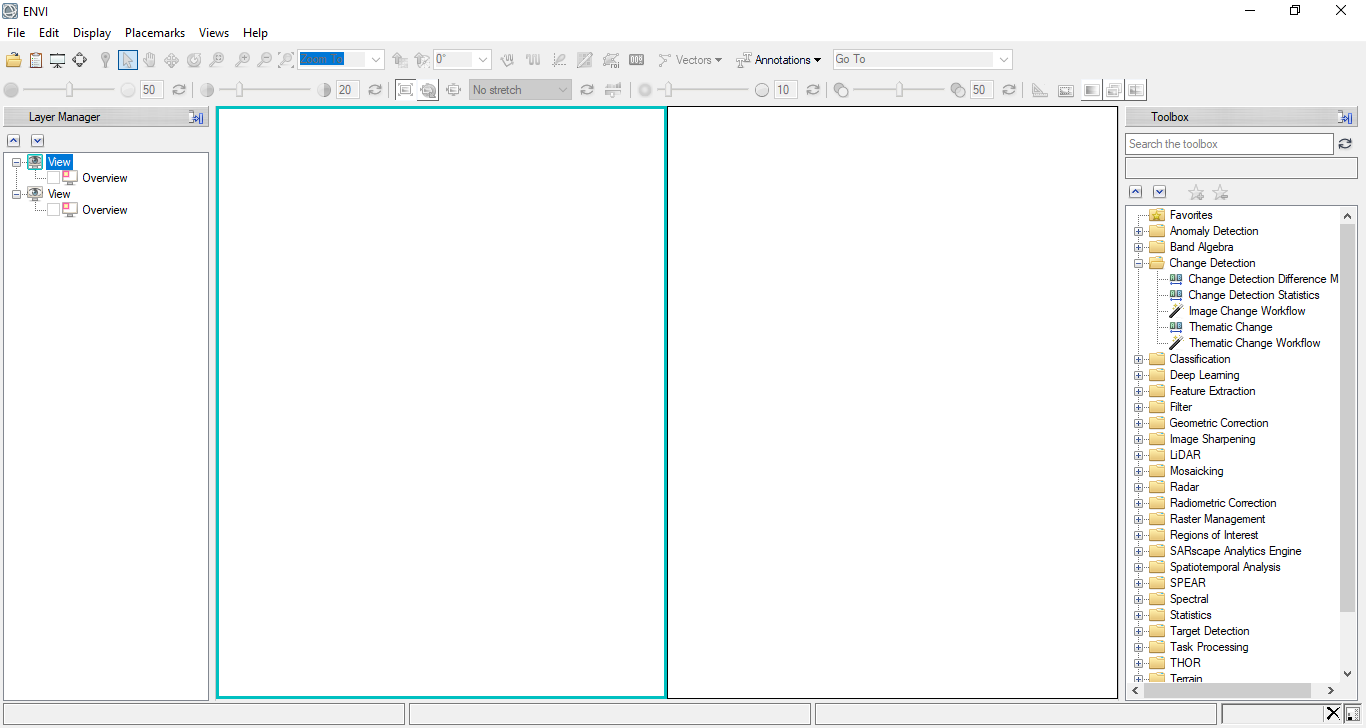 ENVI
File Edit Display Placemarks Views Help
Zoom To 0° Vectors Annotations Go To
50 20 No stretch 10 50
Layer Manager
View
Overview
View
Overview
Toolbox
Search the toolbox
Favorites
Anomaly Detection
Band Algebra
Change Detection
Change Detection Difference M
Change Detection Statistics
Image Change Workflow
Thematic Change
Thematic Change Workflow
Classification
Deep Learning
Feature Extraction
Filter
Geometric Correction
Image Sharpening
LiDAR
Mosaicking
Radar
Radiometric Correction
Raster Management
Regions of Interest
SARscape Analytics Engine
Spatiotemporal Analysis
SPEAR
Spectral
Statistics
Target Detection
Task Processing
THOR
Terrain